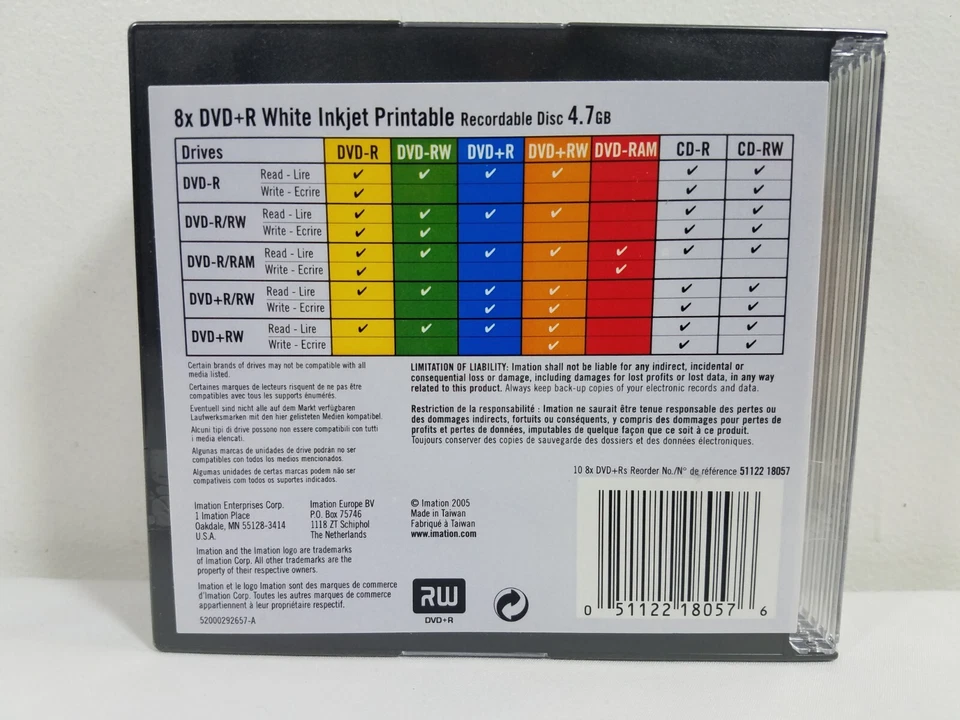 8x DVD+R White Inkjet Printable Recordable Disc 4.7GB
Drives DVD-R DVD-RW DVD+R DVD+RW DVD-RAM CD-R CD-RW
DVD-R Read - Lire ✓ ✓ ✓ ✓ ✓ ✓
Write - Ecrire ✓ ✓ ✓
DVD-R/RW Read - Lire ✓ ✓ ✓ ✓ ✓ ✓
Write - Ecrire ✓ ✓ ✓ ✓
DVD-R/RAM Read - Lire ✓ ✓ ✓ ✓ ✓ ✓ ✓
Write - Ecrire ✓ ✓
DVD+R/RW Read - Lire ✓ ✓ ✓ ✓ ✓ ✓
Write - Ecrire ✓ ✓ ✓ ✓
DVD+RW Read - Lire ✓ ✓ ✓ ✓ ✓ ✓
Write - Ecrire ✓ ✓ ✓
Certain brands of drives may not be compatible with all
media listed.
Certaines marques de lecteurs risquent de ne pas être
compatibles avec tous les supports énumérés.
Eventuell sind nicht alle auf dem Markt verfügbaren
Laufwerksmarken mit den hier gelisteten Medien kompatibel.
Alcuni tipi di drive possono non essere compatibili con tutti
i media elencati.
Algunas marcas de unidades de drive podrán no ser
compatibles con todos los medios mencionados.
Algumas unidades de certas marcas podem não ser
compatíveis com todos os suportes indicados.
LIMITATION OF LIABILITY: Imation shall not be liable for any indirect, incidental or
consequential loss or damage, including damages for lost profits or lost data, in any way
related to this product. Always keep back-up copies of your electronic records and data.
Restriction de la responsabilité : Imation ne saurait être tenue responsable des pertes ou
des dommages indirects, fortuits ou conséquents, y compris des dommages pour pertes de
profits et pertes de données, imputables de quelque façon que ce soit à ce produit.
Toujours conserver des copies de sauvegarde des dossiers et des données électroniques.
10 8x DVD+Rs Reorder No./N° de référence 51122 18057
Imation Enterprises Corp.
1 Imation Place
Oakdale, MN 55128-3414
U.S.A.
Imation Europe BV
P.O. Box 75746
1118 ZT Schiphol
The Netherlands
© Imation 2005
Made in Taiwan
Fabriqué à Taiwan
www.imation.com
Imation and the Imation logo are trademarks
of Imation Corp. All other trademarks are the
property of their respective owners.
Imation et le logo Imation sont des marques de commerce
d'Imation Corp. Toutes les autres marques de commerce
appartiennent à leur propriétaire respectif.
52000292657-A
RW
DVD+R
0 51122 18057 6